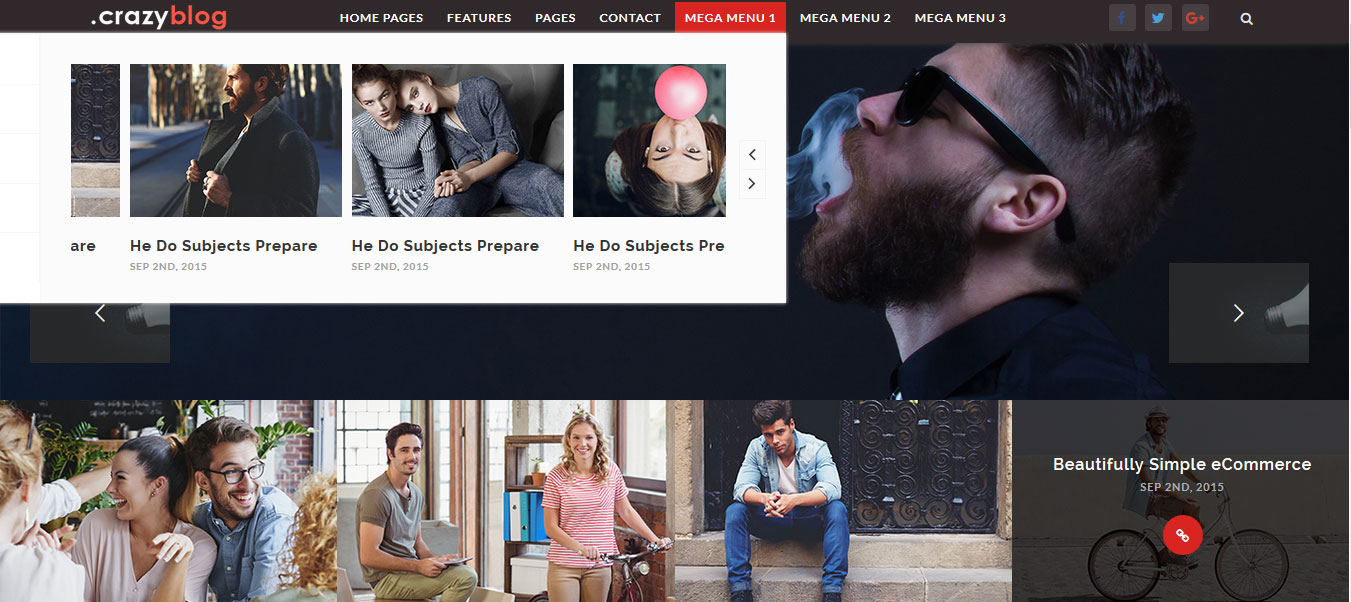 .crazyblog
HOME PAGES FEATURES PAGES CONTACT MEGA MENU 1 MEGA MENU 2 MEGA MENU 3
are He Do Subjects Prepare He Do Subjects Prepare He Do Subjects Pre
SEP 2ND, 2015 SEP 2ND, 2015 SEP 2ND, 2015
Beautifully Simple eCommerce
SEP 2ND, 2015